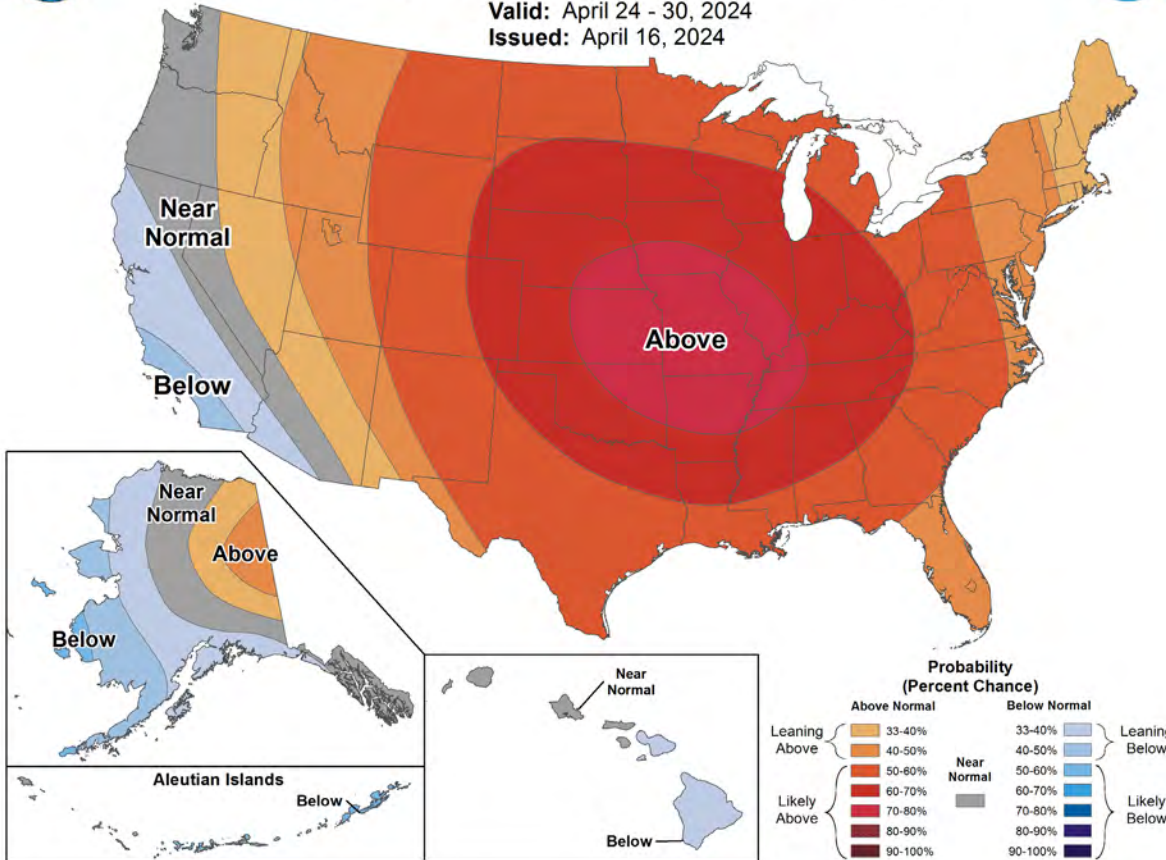 Valid: April 24 - 30, 2024
Issued: April 16, 2024
Near
Normal
Above
Below
Near
Normal
Above
Below
Near
Normal
Below
Aleutian Islands
Below
Probability
(Percent Chance)
Above Normal Below Normal
Leaning
Above
33-40%
40-50%
Likely
Above
50-60%
60-70%
70-80%
80-90%
90-100%
Near
Normal
33-40%
40-50%
Leaning
Below
50-60%
60-70%
70-80%
80-90%
90-100%
Likely
Below